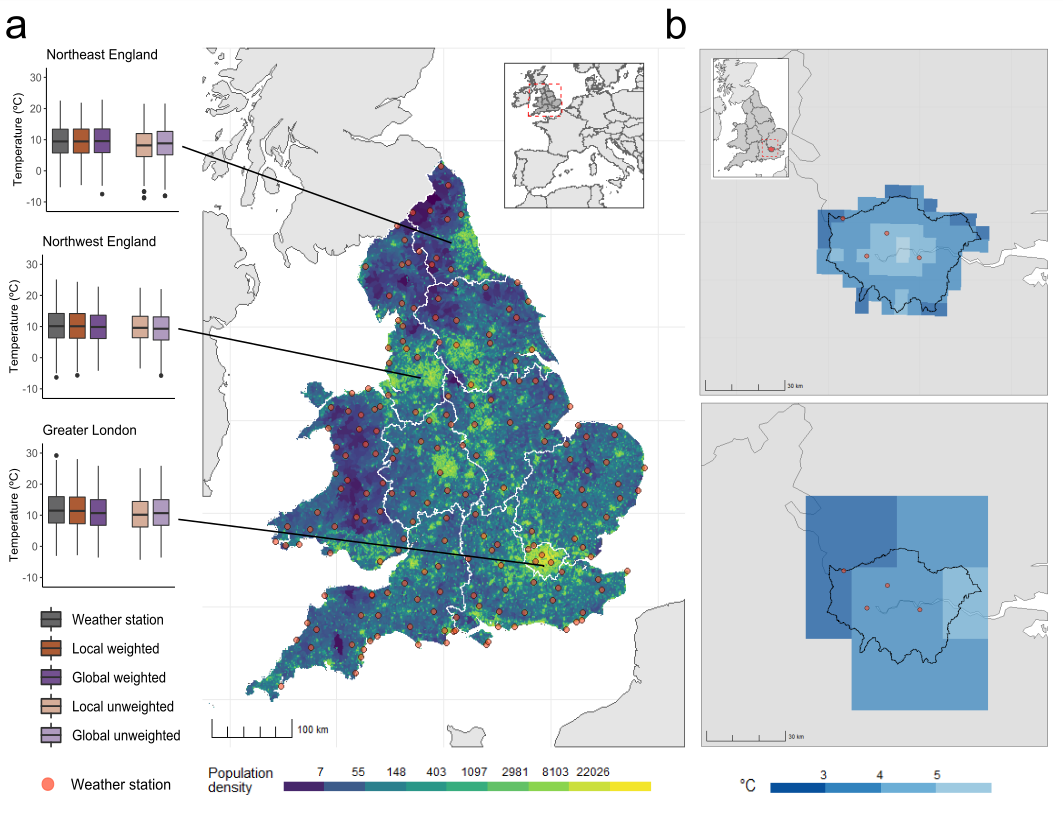 a
b
Northeast England
Temperature (ºC)
30
20
10
0
-10
Northwest England
Temperature (ºC)
30
20
10
0
-10
Greater London
Temperature (ºC)
30
20
10
0
-10
Weather station
Local weighted
Global weighted
Local unweighted
Global unweighted
Weather station
100 km
Population density
7 55 148 403 1097 2981 8103 22026
30 km
30 km
ºC
3 4 5